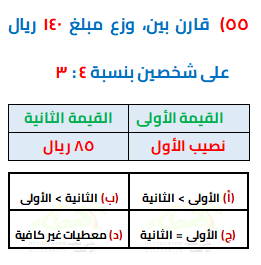 ٥٥) قارن بين، وزع مبلغ ١٤٠ ريال
على شخصين بنسبة ٤ : ٣
القيمة الأولى القيمة الثانية
نصيب الأول ٨٥ ريال
(أ) الأولى > الثانية (ب) الثانية > الأولى
(ج) الأولى = الثانية (د) معطيات غير كافية